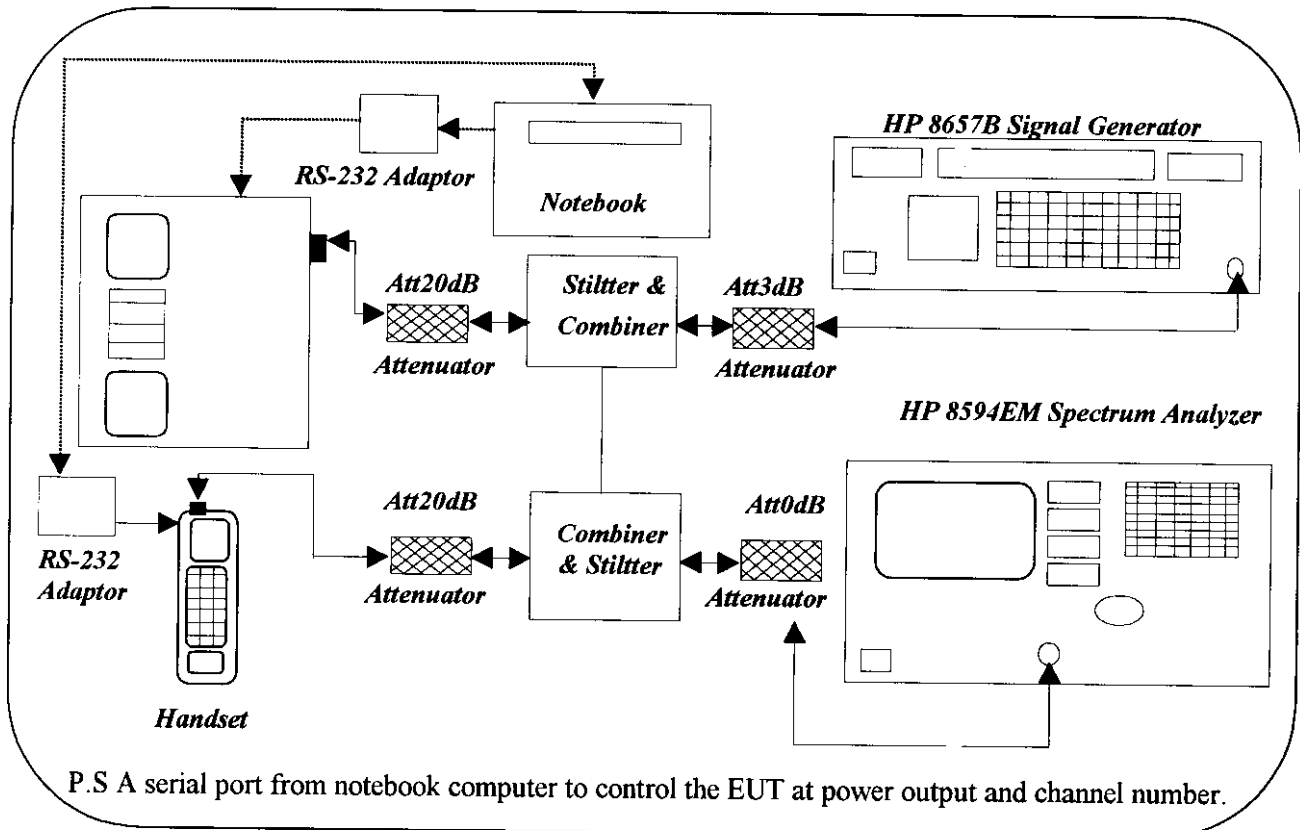 HP 8657B Signal Generator
RS-232 Adaptor
Notebook
Att20dB
Attenuator
Stiltter &
Combiner
Att3dB
Attenuator
HP 8594EM Spectrum Analyzer
RS-232
Adaptor
Handset
Att20dB
Attenuator
Combiner
& Stiltter
Att0dB
Attenuator
P.S A serial port from notebook computer to control the EUT at power output and channel number.